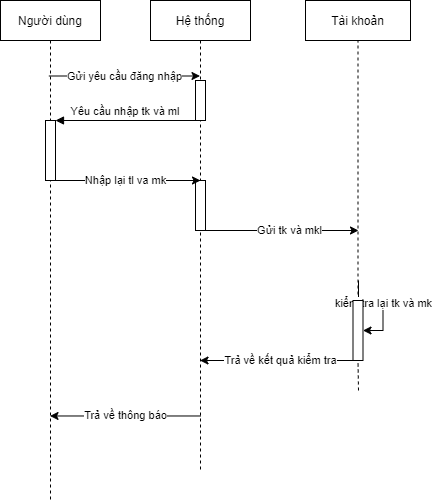 Người dùng
Hệ thống
Tải khoản
Gửi yêu cầu đăng nhập
Yêu cầu nhập tk và ml
Nhập lại tl va mk
Gửi tk và mkl
kiểm tra lại tk và mk
Trả về kết quả kiểm tra
Trả về thông báo